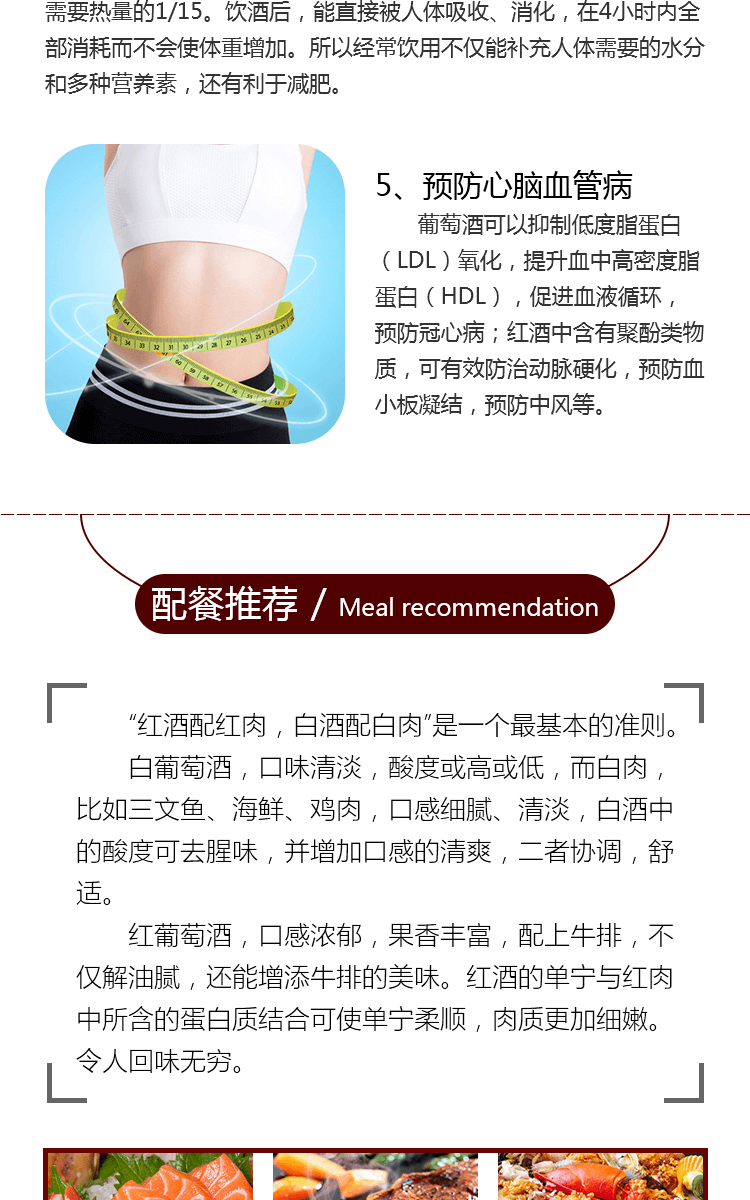 需要热量的1/15。饮酒后，能直接被人体吸收、消化，在4小时内全
部消耗而不会使体重增加。所以经常饮用不仅能补充人体需要的水分
和多种营养素，还有利于减肥。
5、预防心脑血管病
葡萄酒可以抑制低度脂蛋白
（LDL）氧化，提升血中高密度脂
蛋白（HDL），促进血液循环，
预防冠心病；红酒中含有聚酚类物
质，可有效防治动脉硬化，预防血
小板凝结，预防中风等。
配餐推荐 / Meal recommendation
“红酒配红肉，白酒配白肉”是一个最基本的准则。
白葡萄酒，口味清淡，酸度或高或低，而白肉，
比如三文鱼、海鲜、鸡肉，口感细腻、清淡，白酒中
的酸度可去腥味，并增加口感的清爽，二者协调，舒
适。
红葡萄酒，口感浓郁，果香丰富，配上牛排，不
仅解油腻，还能增添牛排的美味。红酒的单宁与红肉
中所含的蛋白质结合可使单宁柔顺，肉质更加细嫩。
令人回味无穷。